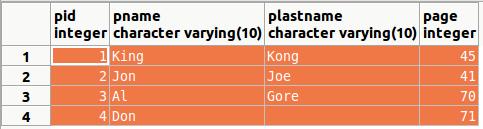 pid pname plastname page
integer character varying(10) character varying(10) integer
1 1 King Kong 45
2 2 Jon Joe 41
3 3 Al Gore 70
4 4 Don 71